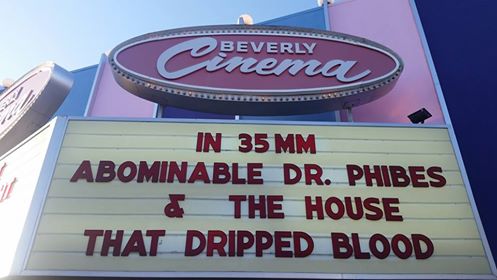 BEVERLY
Cinema
IN 35MM
ABOMINABLE DR. PHIBES
& THE HOUSE
THAT DRIPPED BLOOD